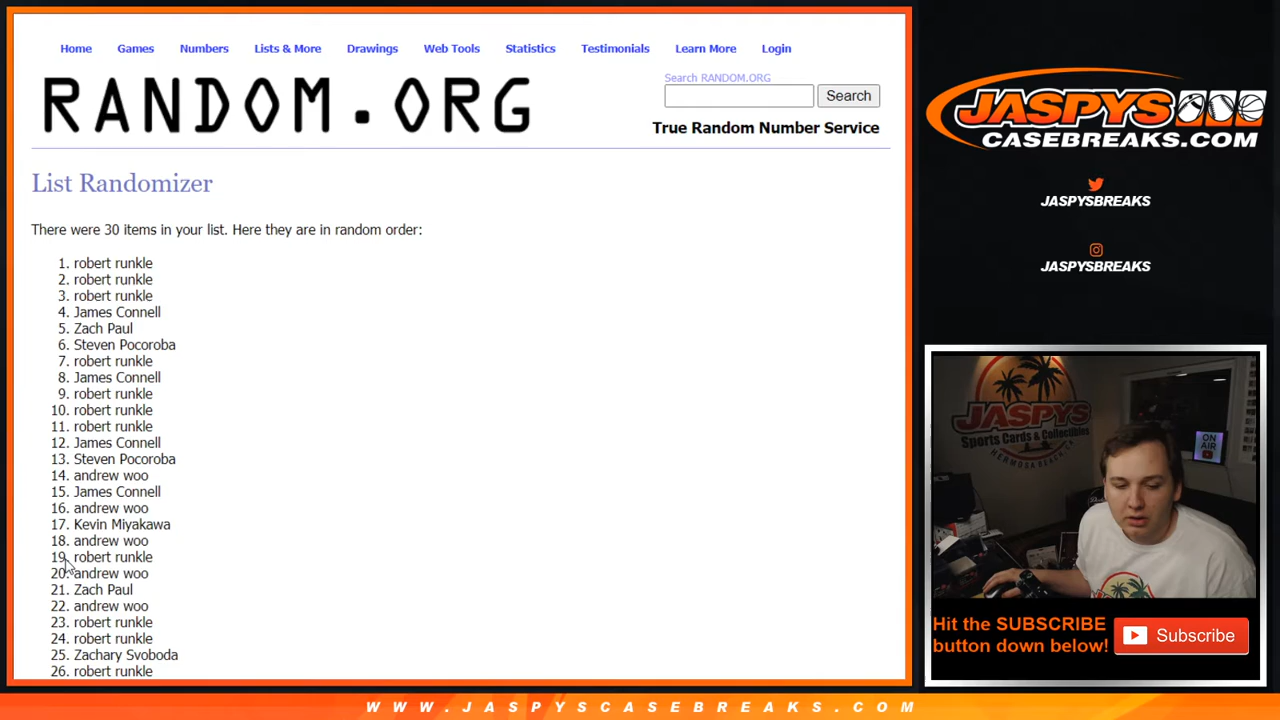 Home Games Numbers Lists & More Drawings Web Tools Statistics Testimonials Learn More Login
RANDOM.ORG
Search RANDOM.ORG
Search
True Random Number Service
List Randomizer
There were 30 items in your list. Here they are in random order:
1. robert runkle
2. robert runkle
3. robert runkle
4. James Connell
5. Zach Paul
6. Steven Pocoroba
7. robert runkle
8. James Connell
9. robert runkle
10. robert runkle
11. robert runkle
12. James Connell
13. Steven Pocoroba
14. andrew woo
15. James Connell
16. andrew woo
17. Kevin Miyakawa
18. andrew woo
19. robert runkle
20. andrew woo
21. Zach Paul
22. andrew woo
23. robert runkle
24. robert runkle
25. Zachary Svoboda
26. robert runkle
JASPYS
CASEBREAKS.COM
JASPYSBREAKS
JASPYSBREAKS
JASPYS
Sports Cards & Collectibles
HERMOSA BEACH, CA
ON AIR
Hit the SUBSCRIBE
button down below!
Subscribe
WWW.JASPYSCASEBREAKS.COM